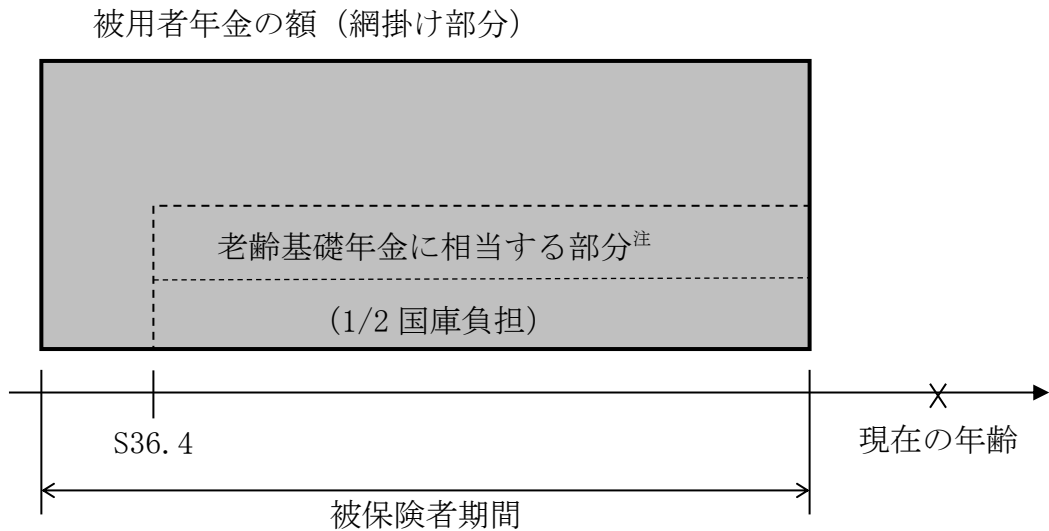 被用者年金の額（網掛け部分）
老齢基礎年金に相当する部分注
（1/2 国庫負担）
S36.4
現在の年齢
被保険者期間